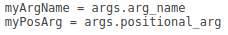 myArgName = args.arg_name
myPosArg = args.positional_arg